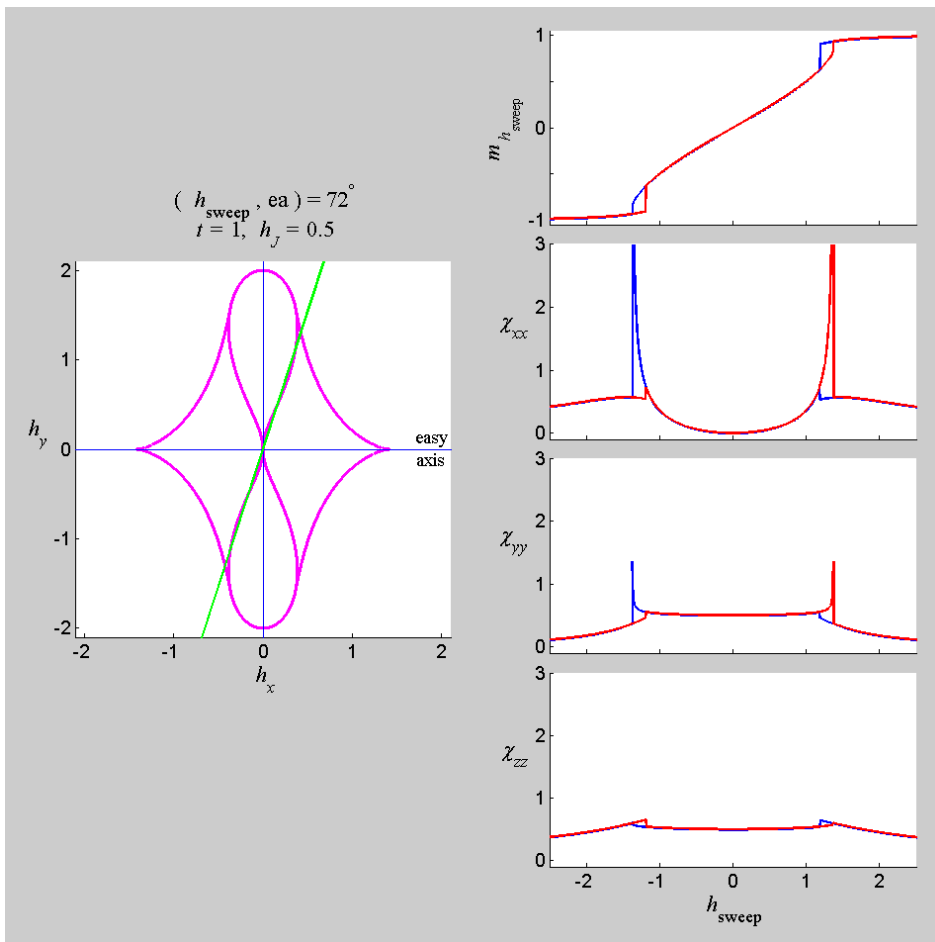 ( h_sweep , ea ) = 72°
t = 1, h_J = 0.5
2
1
h_y
0
-1
-2
easy
axis
-2 -1 0 1 2
h_x
1
m_h_sweep
0
-1
3
2
χ_xx
1
0
3
2
χ_yy
1
0
3
2
χ_zz
1
0
-2 -1 0 1 2
h_sweep